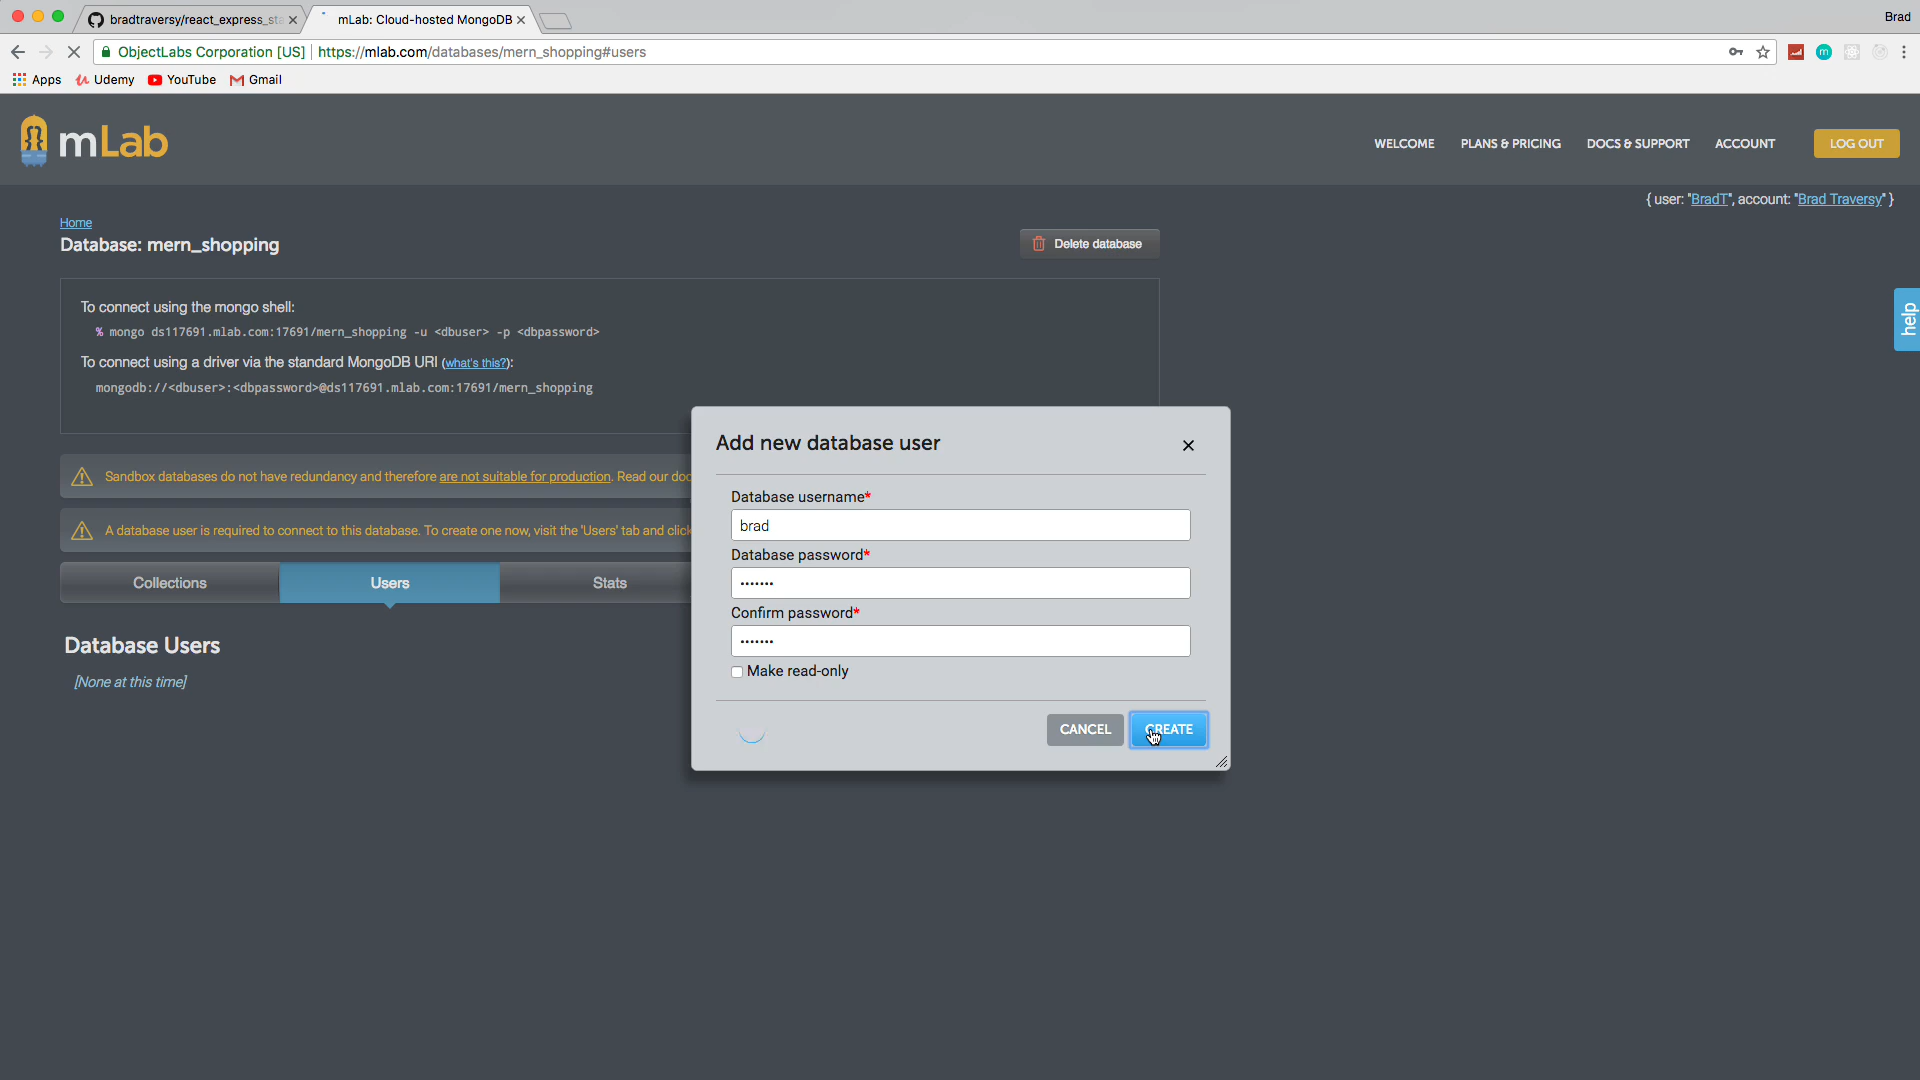 bradtraversy/react_express_sta
mLab: Cloud-hosted MongoDB
Brad
ObjectLabs Corporation [US]
https://mlab.com/databases/mern_shopping#users
m
Apps
Udemy
YouTube
Gmail
mLab
WELCOME
PLANS & PRICING
DOCS & SUPPORT
ACCOUNT
LOG OUT
{ user: "BradT", account: "Brad Traversy" }
Home
Database: mern_shopping
Delete database
To connect using the mongo shell:
% mongo ds117691.mlab.com:17691/mern_shopping -u <dbuser> -p <dbpassword>
To connect using a driver via the standard MongoDB URI (what's this?):
mongodb://<dbuser>:<dbpassword>@ds117691.mlab.com:17691/mern_shopping
help
Sandbox databases do not have redundancy and therefore are not suitable for production. Read our doc
A database user is required to connect to this database. To create one now, visit the 'Users' tab and click
Collections
Users
Stats
Database Users
[None at this time]
Add new database user
Database username*
brad
Database password*
•••••••
Confirm password*
•••••••
Make read-only
CANCEL
CREATE